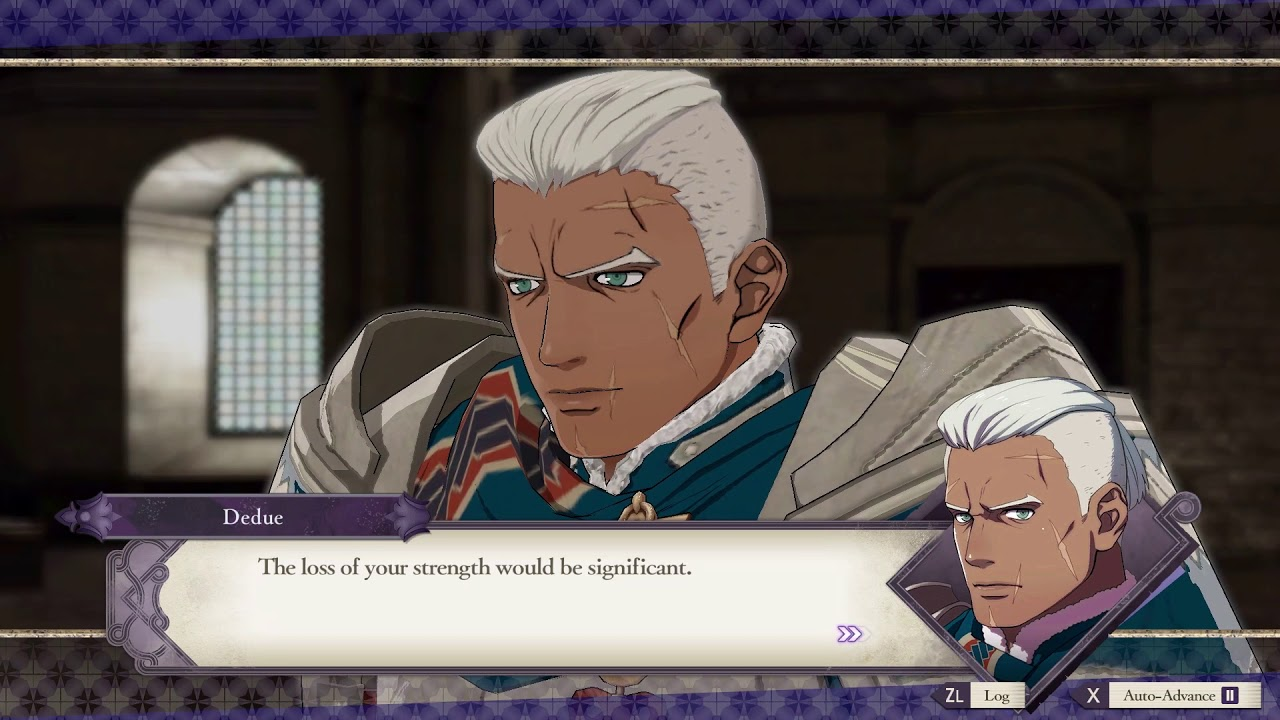 Dedue
The loss of your strength would be significant.
ZL Log X Auto-Advance